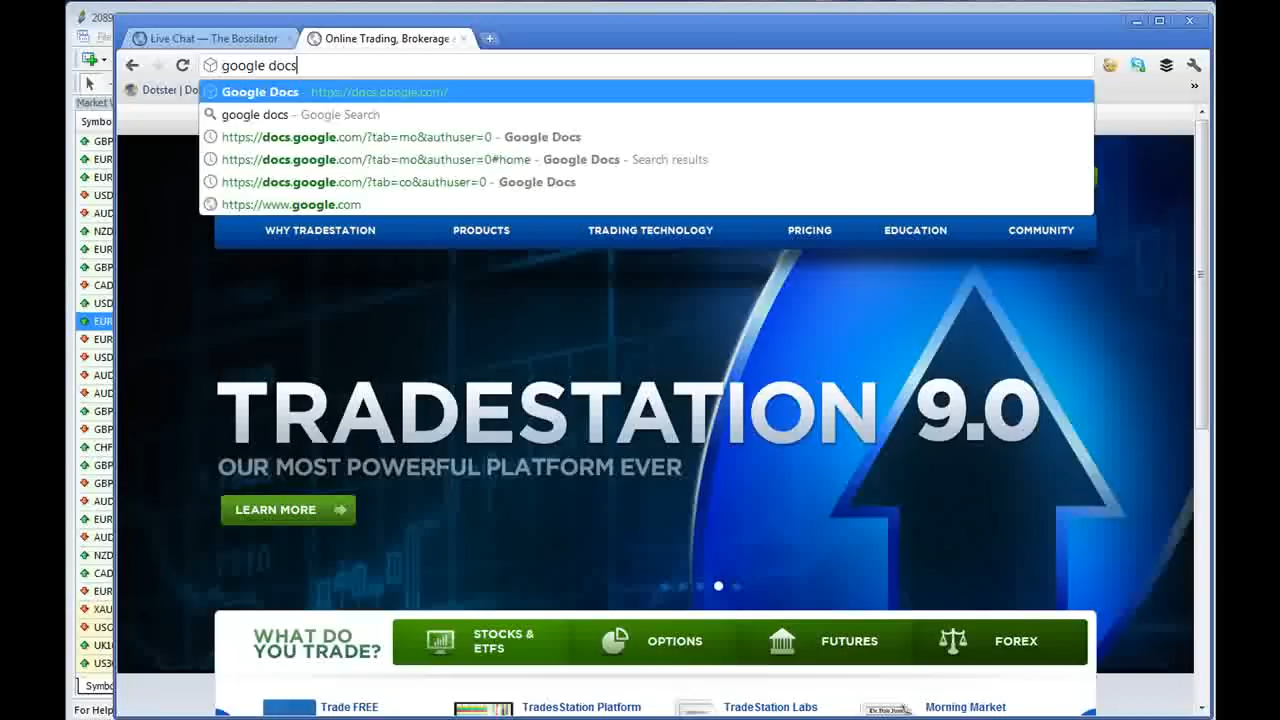 2089
Live Chat — The Bossilator
Online Trading, Brokerage
File
google docs
Dotster | Do
»
Google Docs - https://docs.google.com/
google docs - Google Search
https://docs.google.com/?tab=mo&authuser=0 - Google Docs
https://docs.google.com/?tab=mo&authuser=0#home - Google Docs - Search results
https://docs.google.com/?tab=co&authuser=0 - Google Docs
https://www.google.com
Market W
Symbo
GBP
EUR
EUR
USD
AUD
NZD
EUR
GBP
CAD
USD
EUR
EUR
USD
AUD
AUD
GBP
GBP
CHF
GBP
GBP
AUD
EUR
AUD
NZD
CAD
EUR
XAU
USC
UK10
US30
Symbo
For Help
WHY TRADESTATION
PRODUCTS
TRADING TECHNOLOGY
PRICING
EDUCATION
COMMUNITY
TRADESTATION 9.0
OUR MOST POWERFUL PLATFORM EVER
LEARN MORE
WHAT DO
YOU TRADE?
STOCKS &
ETFS
OPTIONS
FUTURES
FOREX
Trade FREE
TradesStation Platform
TradeStation Labs
Morning Market